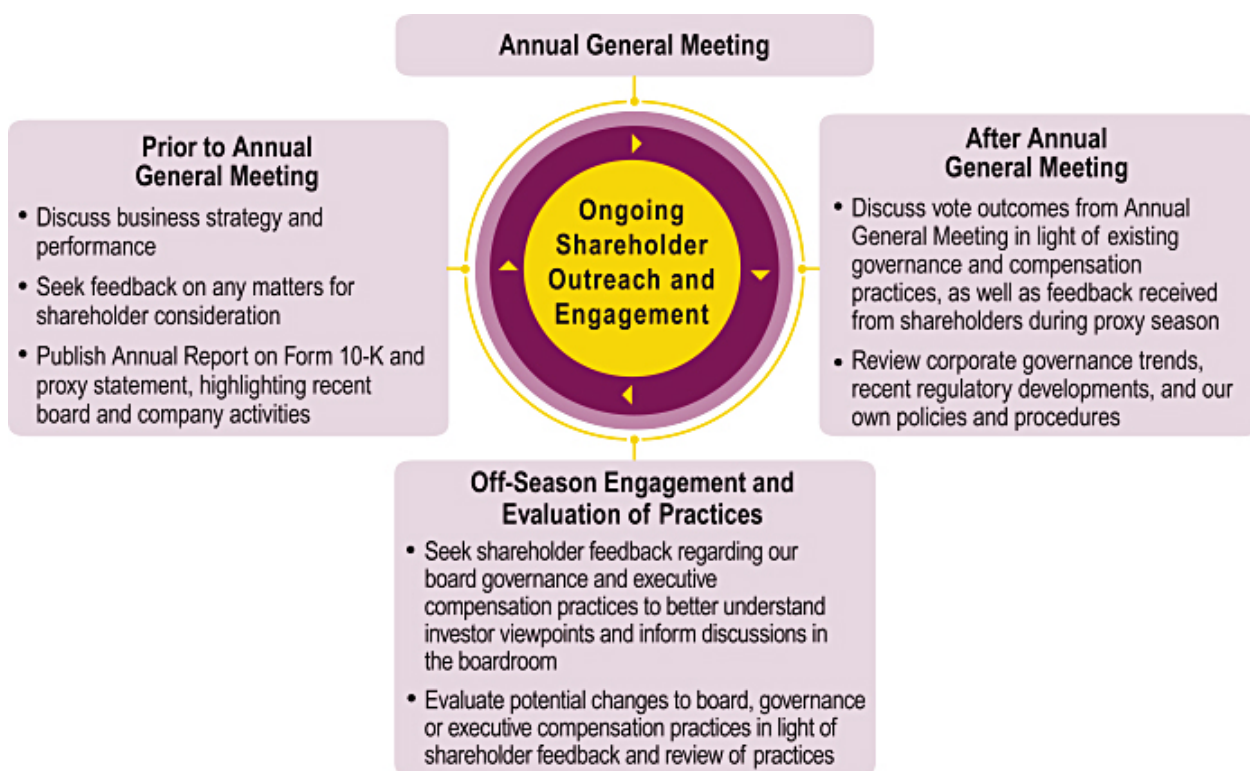 Annual General Meeting
Prior to Annual
General Meeting
• Discuss business strategy and
performance
• Seek feedback on any matters for
shareholder consideration
• Publish Annual Report on Form 10-K and
proxy statement, highlighting recent
board and company activities
Ongoing
Shareholder
Outreach and
Engagement
After Annual
General Meeting
• Discuss vote outcomes from Annual
General Meeting in light of existing
governance and compensation
practices, as well as feedback received
from shareholders during proxy season
• Review corporate governance trends,
recent regulatory developments, and our
own policies and procedures
Off-Season Engagement and
Evaluation of Practices
• Seek shareholder feedback regarding our
board governance and executive
compensation practices to better understand
investor viewpoints and inform discussions in
the boardroom
• Evaluate potential changes to board, governance
or executive compensation practices in light of
shareholder feedback and review of practices